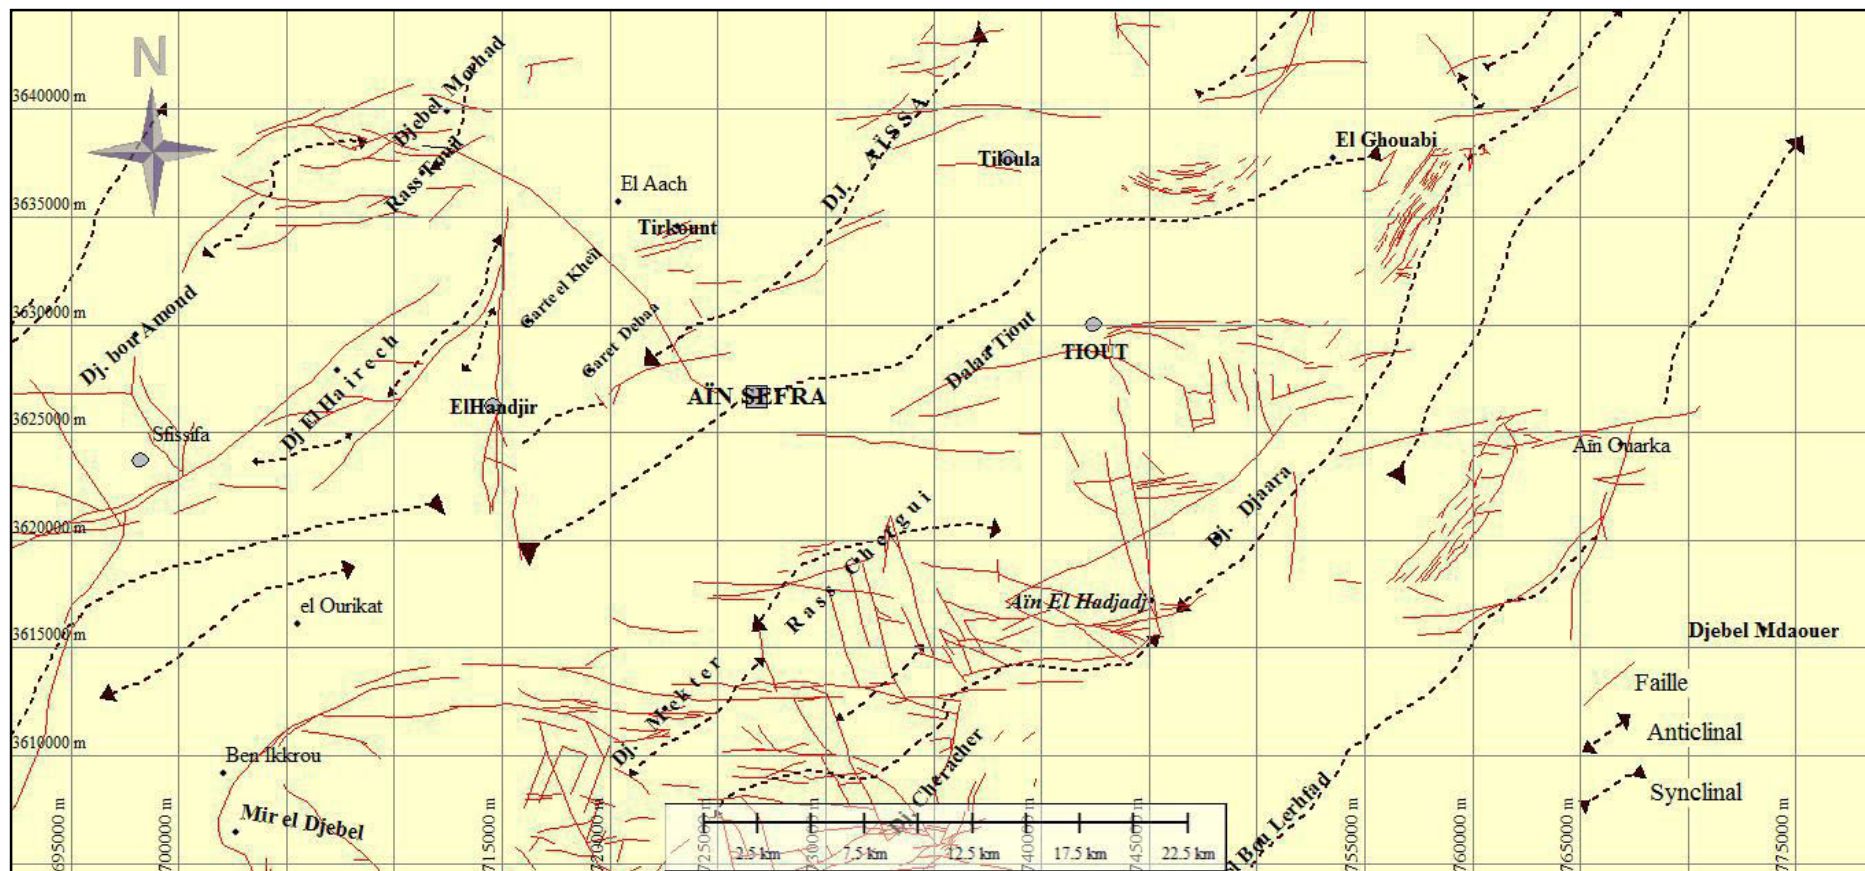 N
3640000 m
3635000 m
3630000 m
3625000 m
3620000 m
3615000 m
3610000 m
Djebel Morhad
Rass Touil
El Aach
Tirkount
DJ. AÏSSA
Tiloula
El Ghouabi
Dj. bou Amoud
Dj El Hairech
Garte el Kheil
Garet Debaa
Dalaa Tiout
TIOUT
AÏN SEFRA
ElHandjir
Sfissifa
Aïn Ouarka
Dj. Djaara
Rass Chergui
el Ourikat
Aïn El Hadjadj
Djebel Mdaouer
Dj. Mekter
Faille
Anticlinal
Synclinal
Ben Ikkrou
Mir el Djebel
Dj. Cheracher
Bou Lerhfad
2.5 km 7.5 km 12.5 km 17.5 km 22.5 km
695000 m
700000 m
715000 m
720000 m
725000 m
730000 m
740000 m
745000 m
755000 m
760000 m
765000 m
775000 m